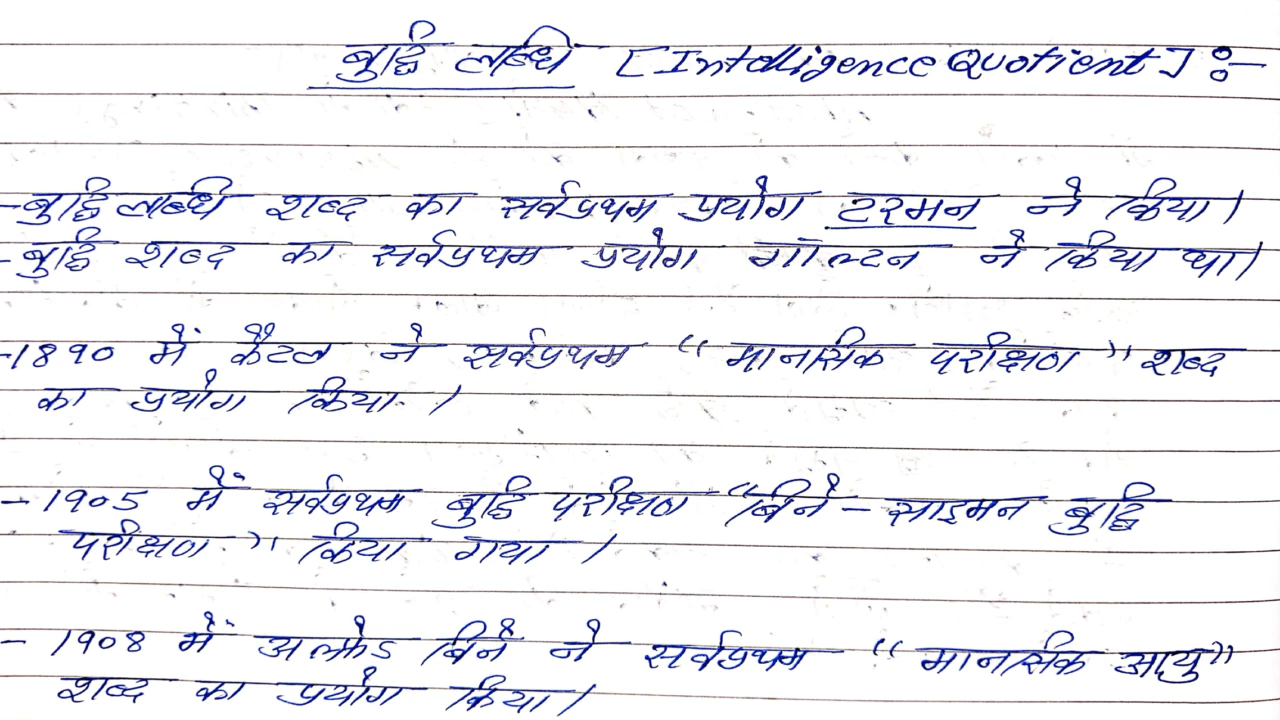 बुद्धि लब्धि [Intelligence Quotient] :-
-बुद्धि लब्धि शब्द का सर्वप्रथम प्रयोग टरमन ने किया।
-बुद्धि शब्द का सर्वप्रथम प्रयोग गॉल्टन ने किया था।
-1890 में कैटल ने सर्वप्रथम "मानसिक परीक्षण" शब्द
का प्रयोग किया।
- 1905 में सर्वप्रथम बुद्धि परीक्षण "बिने - साइमन बुद्धि
परीक्षण" किया गया।
- 1908 में अल्फ्रेड बिने ने सर्वप्रथम "मानसिक आयु"
शब्द का प्रयोग किया।